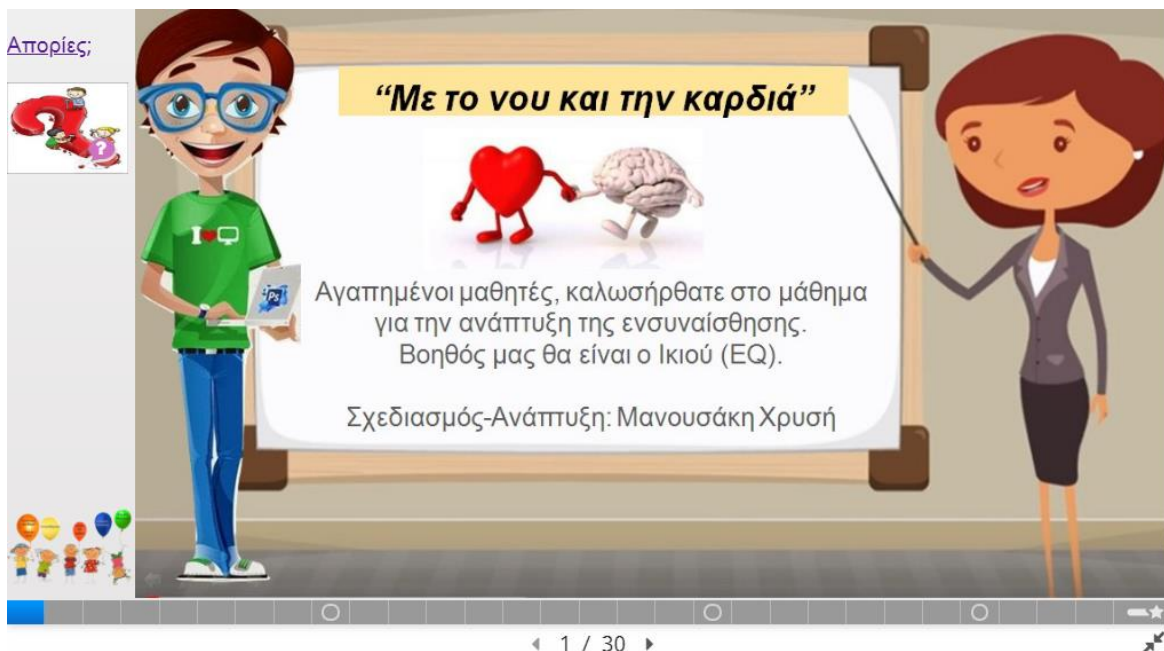 Απορίες;
?
“Με το νου και την καρδιά”
I♥
Ps
Αγαπημένοι μαθητές, καλωσήρθατε στο μάθημα
για την ανάπτυξη της ενσυναίσθησης.
Βοηθός μας θα είναι ο Ικιού (EQ).
Σχεδιασμός-Ανάπτυξη: Μανουσάκη Χρυσή
1 / 30